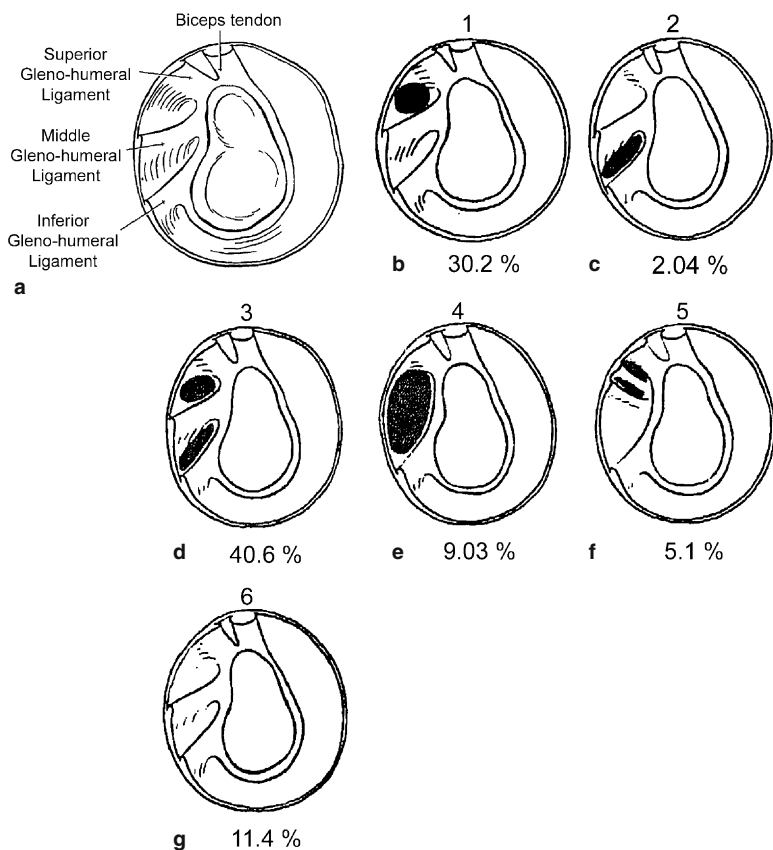 Biceps tendon
Superior
Gleno-humeral
Ligament
Middle
Gleno-humeral
Ligament
Inferior
Gleno-humeral
Ligament
a
1
b 30.2 %
2
c 2.04 %
3
d 40.6 %
4
e 9.03 %
5
f 5.1 %
6
g 11.4 %